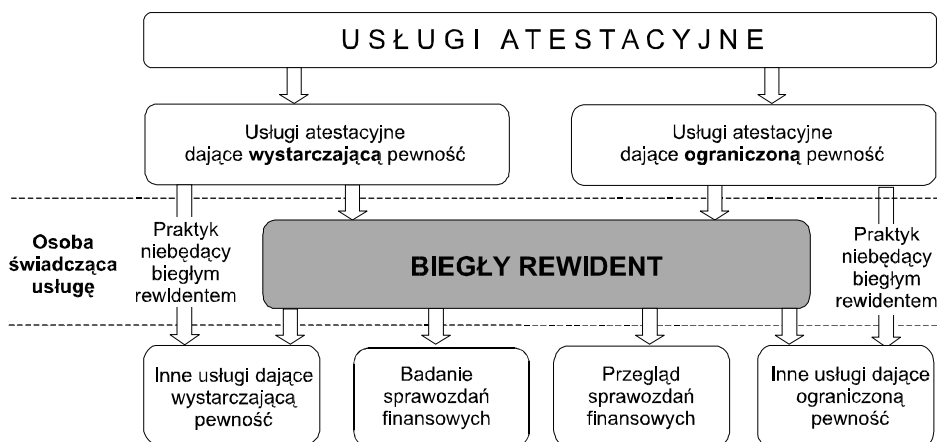 USŁUGI ATESTACYJNE
Usługi atestacyjne
dające wystarczającą pewność
Usługi atestacyjne
dające ograniczoną pewność
Osoba
świadcząca
usługę
Praktyk
niebędący
biegłym
rewidentem
BIEGŁY REWIDENT
Praktyk
niebędący
biegłym
rewidentem
Inne usługi dające
wystarczającą
pewność
Badanie
sprawozdań
finansowych
Przegląd
sprawozdań
finansowych
Inne usługi dające
ograniczoną
pewność